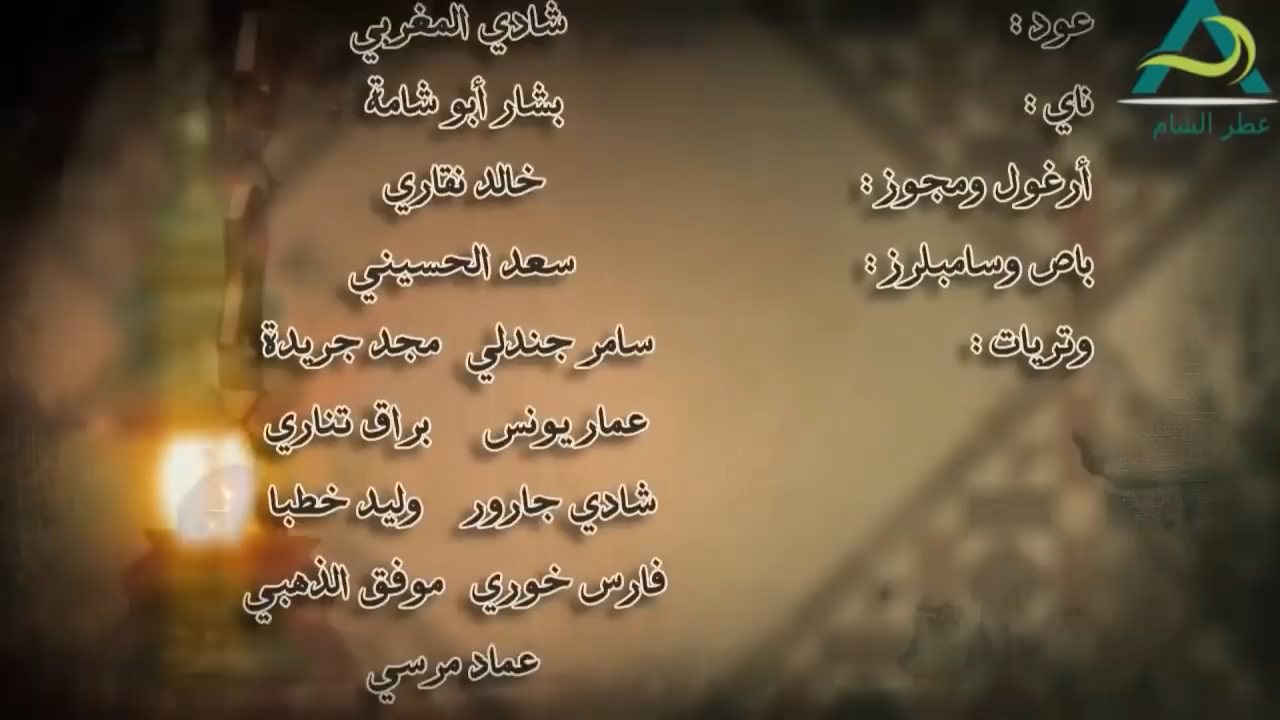 عود : شادي المغربي
ناي : بشار أبو شامة
أرغول ومجوز : خالد نقاري
باص وسامبلرز : سعد الحسيني
وتريات : سامر جندلي مجد جريدة
عمار يونس براق تناري
شادي جارور وليد خطبا
فارس خوري موفق الذهبي
عماد مرسي
عطر الشام